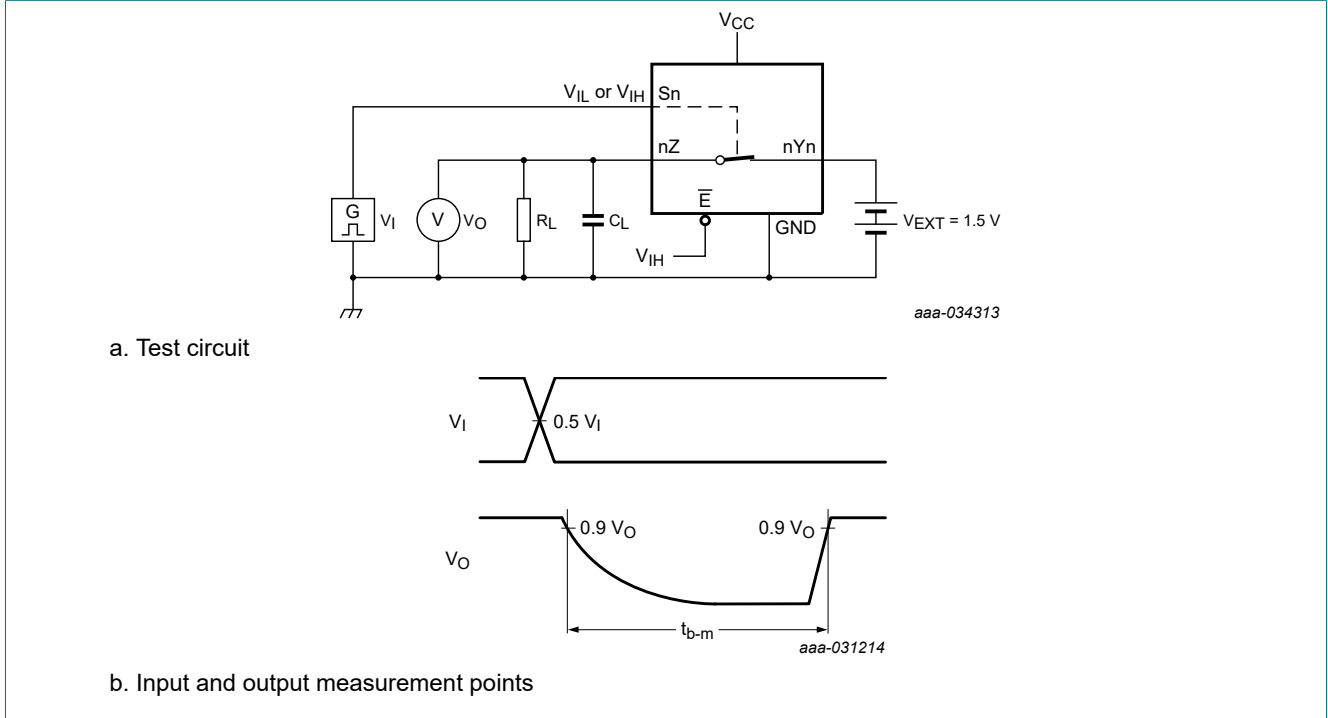 VCC
VIL or VIH
Sn
nZ
nYn
G
VI
V
VO
RL
CL
E
GND
VEXT = 1.5 V
VIH
aaa-034313
a. Test circuit
VI
0.5 VI
0.9 VO
0.9 VO
VO
tb-m
aaa-031214
b. Input and output measurement points